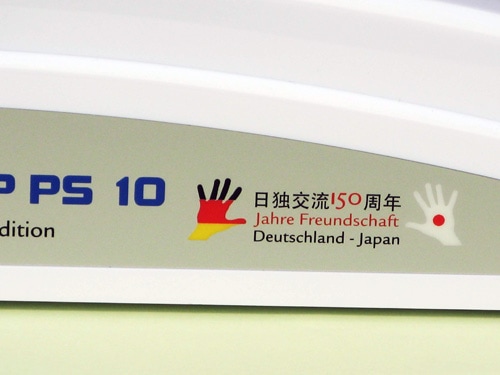 PS 10
dition
日独交流150周年
Jahre Freundschaft
Deutschland - Japan